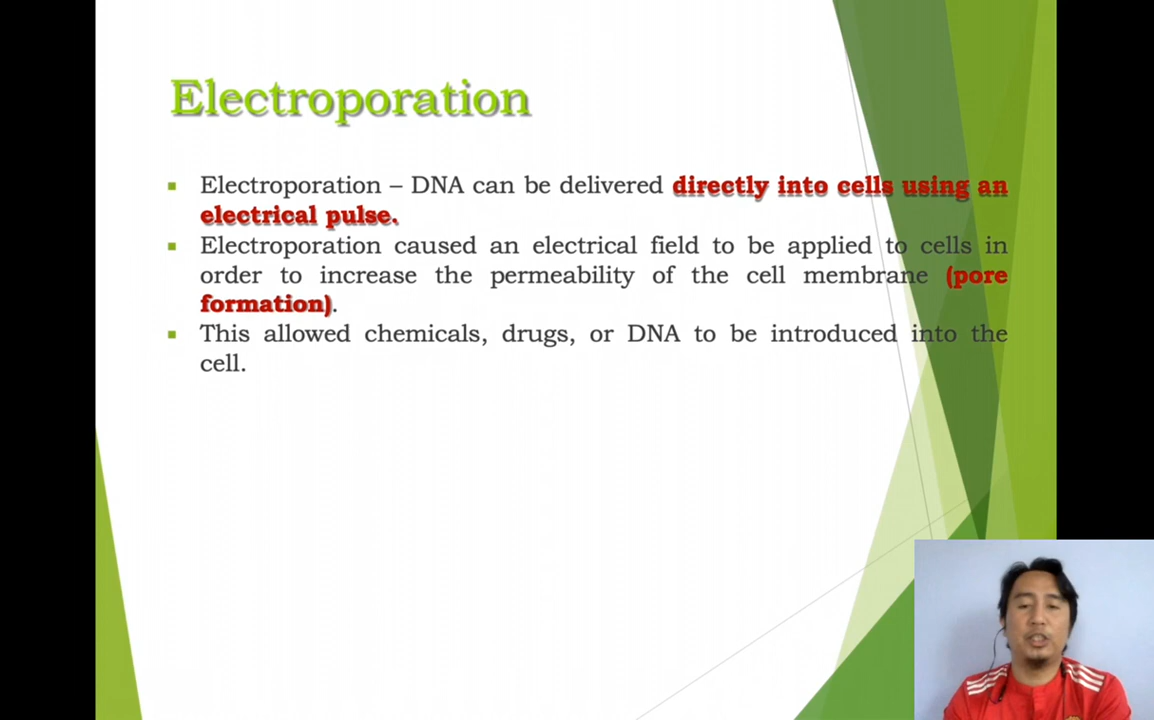 Electroporation
Electroporation – DNA can be delivered directly into cells using an
electrical pulse.
Electroporation caused an electrical field to be applied to cells in
order to increase the permeability of the cell membrane (pore
formation).
This allowed chemicals, drugs, or DNA to be introduced into the
cell.